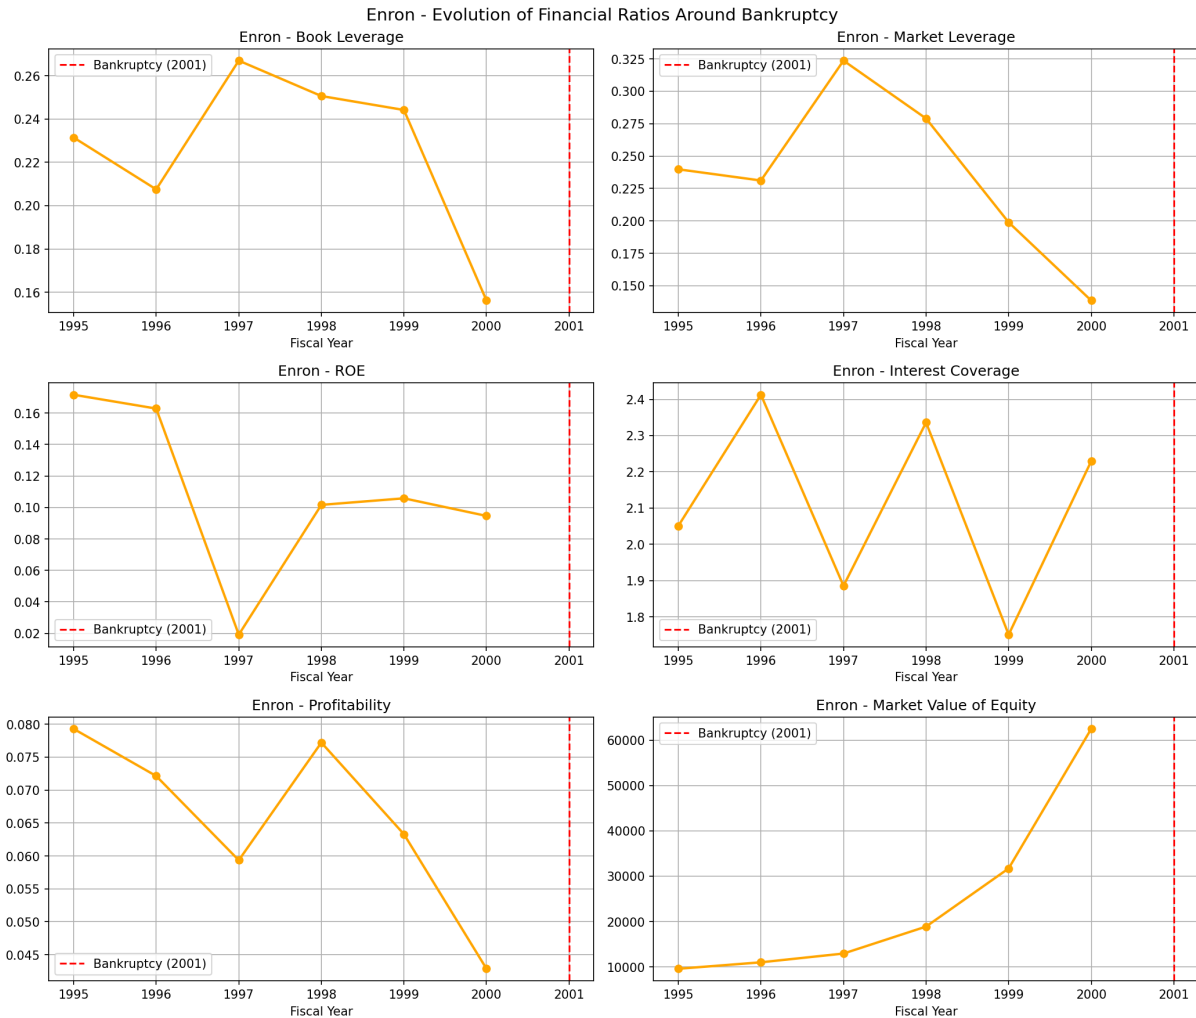 Enron - Evolution of Financial Ratios Around Bankruptcy
Enron - Book Leverage
Bankruptcy (2001)
0.26
0.24
0.22
0.20
0.18
0.16
1995 1996 1997 1998 1999 2000 2001
Fiscal Year
Enron - Market Leverage
Bankruptcy (2001)
0.325
0.300
0.275
0.250
0.225
0.200
0.175
0.150
1995 1996 1997 1998 1999 2000 2001
Fiscal Year
Enron - ROE
0.16
0.14
0.12
0.10
0.08
0.06
0.04
0.02
Bankruptcy (2001)
1995 1996 1997 1998 1999 2000 2001
Fiscal Year
Enron - Interest Coverage
2.4
2.3
2.2
2.1
2.0
1.9
1.8
Bankruptcy (2001)
1995 1996 1997 1998 1999 2000 2001
Fiscal Year
Enron - Profitability
0.080
0.075
0.070
0.065
0.060
0.055
0.050
0.045
Bankruptcy (2001)
1995 1996 1997 1998 1999 2000 2001
Fiscal Year
Enron - Market Value of Equity
Bankruptcy (2001)
60000
50000
40000
30000
20000
10000
1995 1996 1997 1998 1999 2000 2001
Fiscal Year